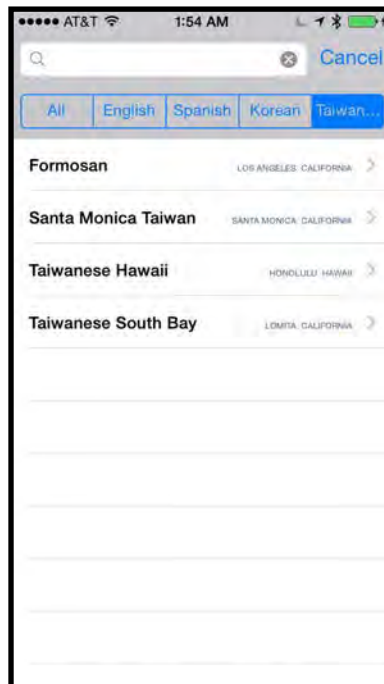 AT&T 1:54 AM
Cancel
All English Spanish Korean Taiwan...
Formosan LOS ANGELES, CALIFORNIA
Santa Monica Taiwan SANTA MONICA, CALIFORNIA
Taiwanese Hawaii HONOLULU, HAWAII
Taiwanese South Bay LOMITA, CALIFORNIA